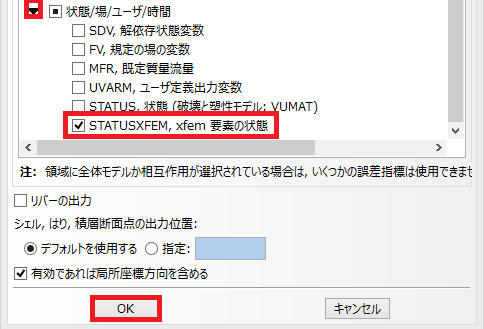 状態/場/ユーザ/時間
SDV, 解依存状態変数
FV, 規定の場の変数
MFR, 既定質量流量
UVARM, ユーザ定義出力変数
STATUS, 状態 (破壊と塑性モデル; VUMAT)
STATUSXFEM, xfem 要素の状態
注: 領域に全体モデルか相互作用が選択されている場合は, いくつかの誤差指標は使用できませ
リバーの出力
シェル, はり, 積層断面点の出力位置:
デフォルトを使用する 指定:
有効であれば局所座標方向を含める
OK キャンセル